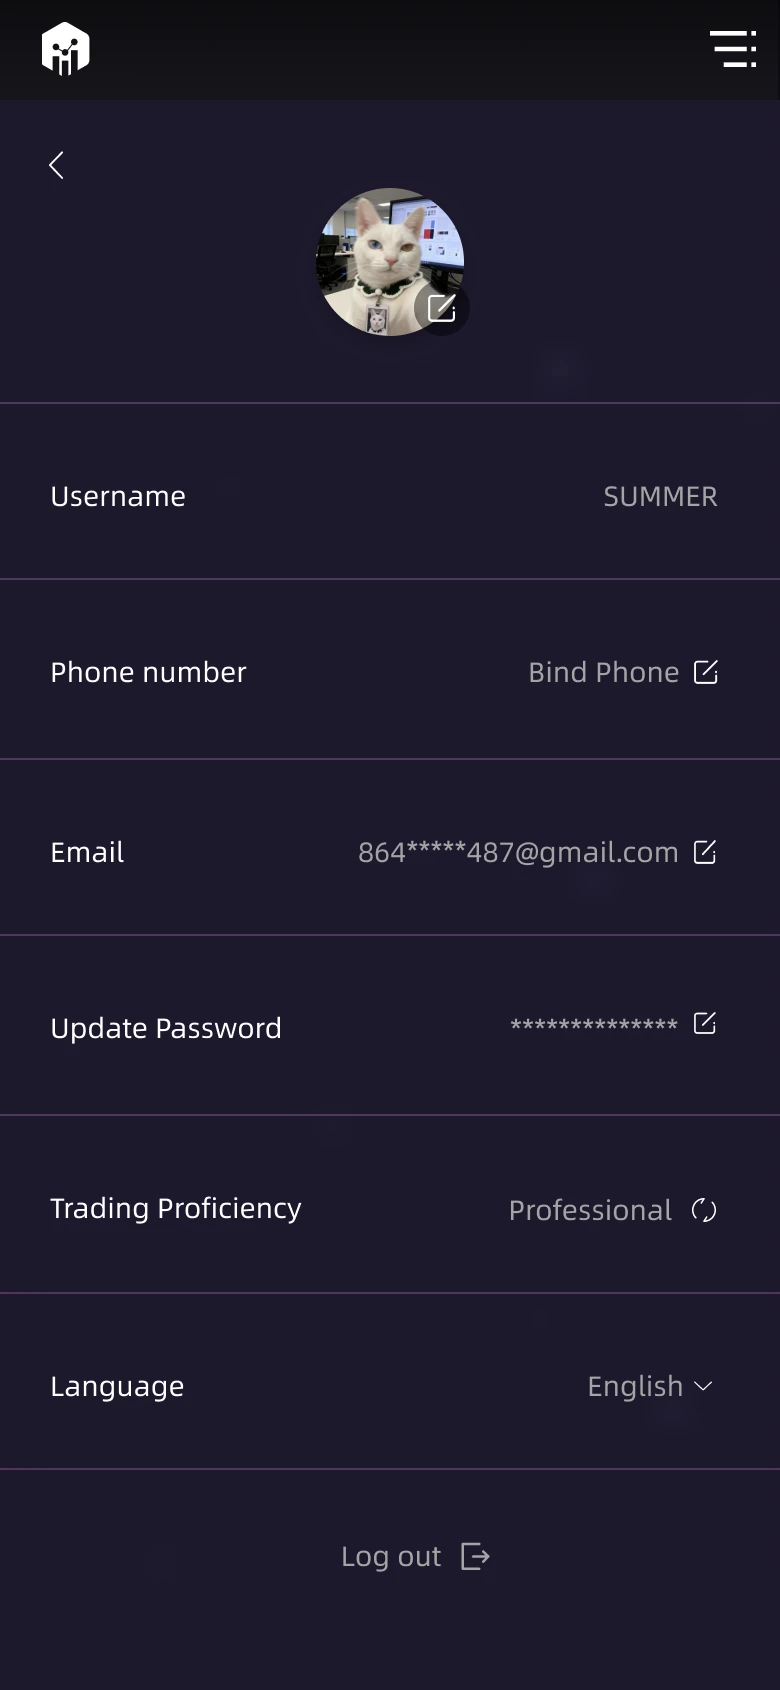 Username
SUMMER
Phone number
Bind Phone
Email
864*****487@gmail.com
Update Password
**************
Trading Proficiency
Professional
Language
English
Log out